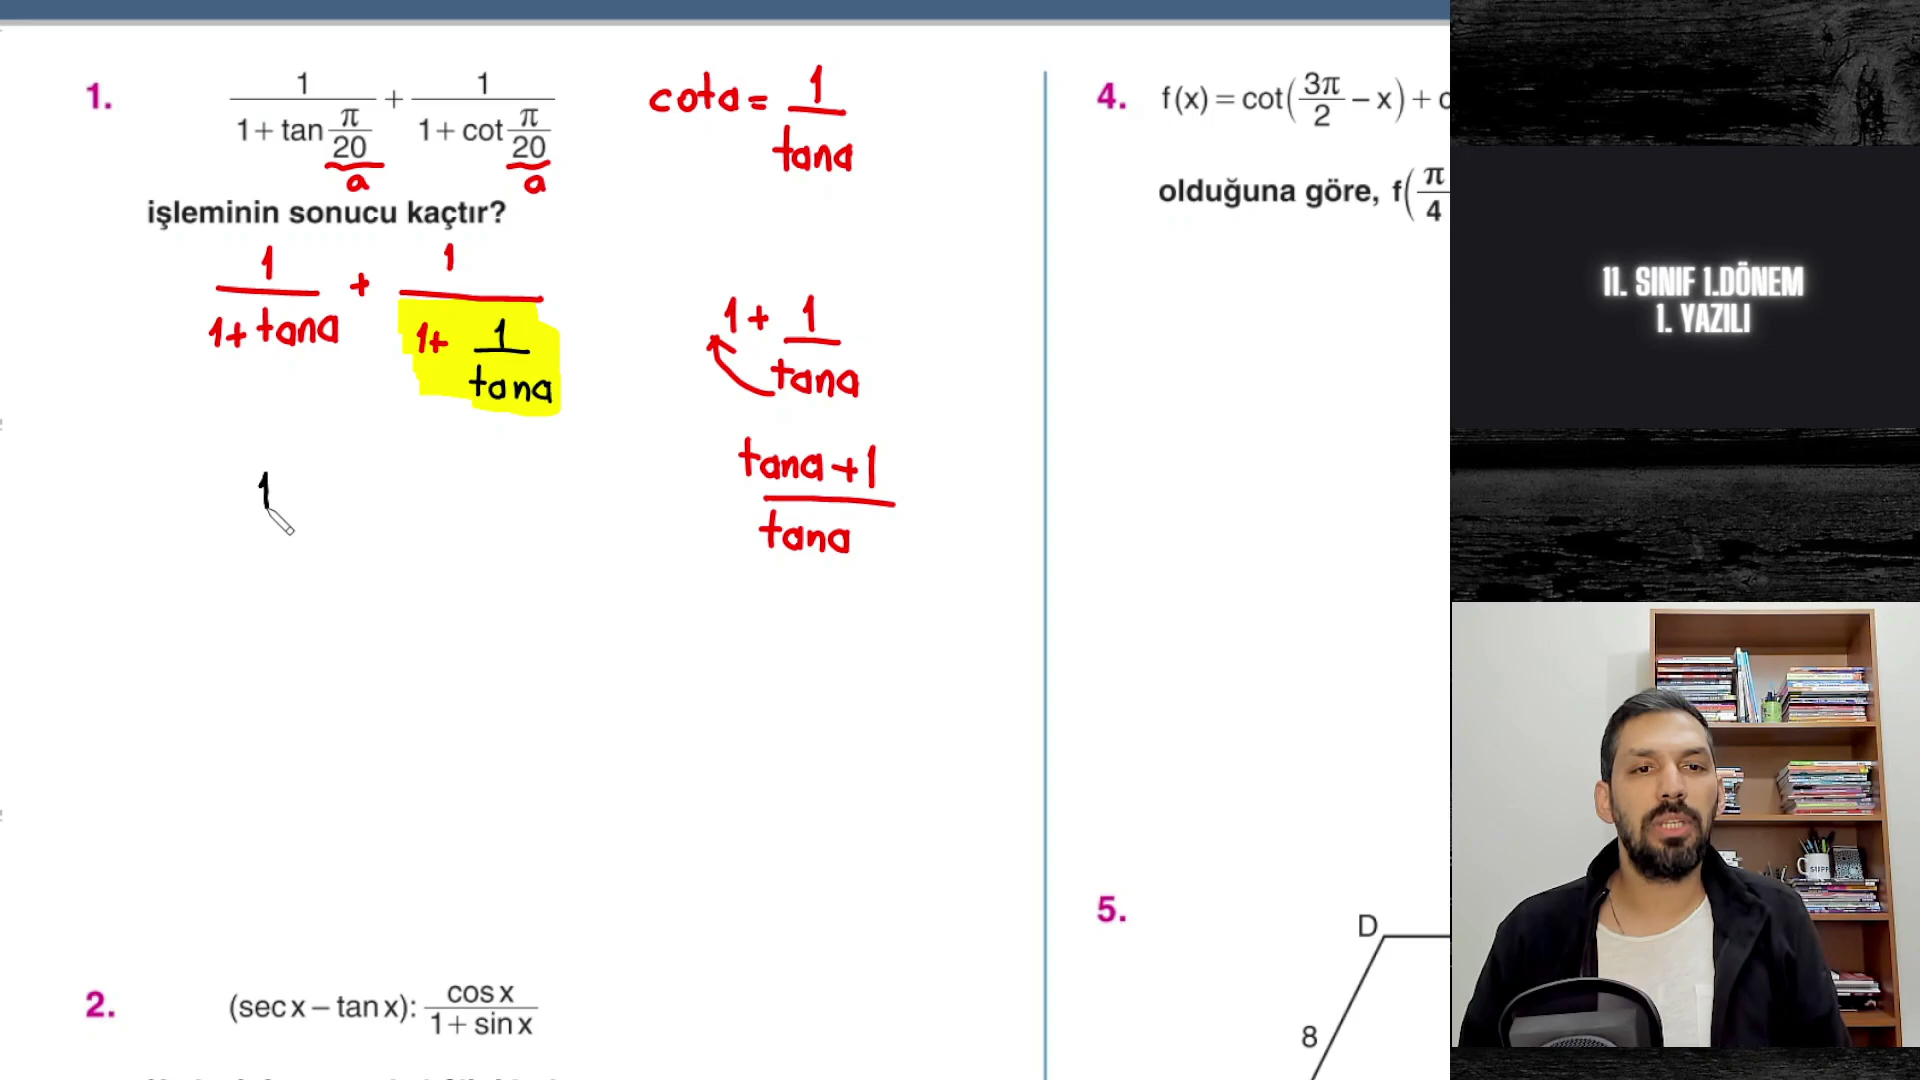 1. 1/(1 + tan π/20) + 1/(1 + cot π/20)
a a
işleminin sonucu kaçtır?
cota = 1/tana
1/(1 + tana) + 1/(1 + 1/tana)
1 + 1/tana
(tana + 1)/tana
1
2. (sec x – tan x): cos x/(1 + sin x)
4. f(x) = cot(3π/2 – x) +
olduğuna göre, f(π/4
5.
D
8
11. SINIF 1.DÖNEM
1. YAZILI